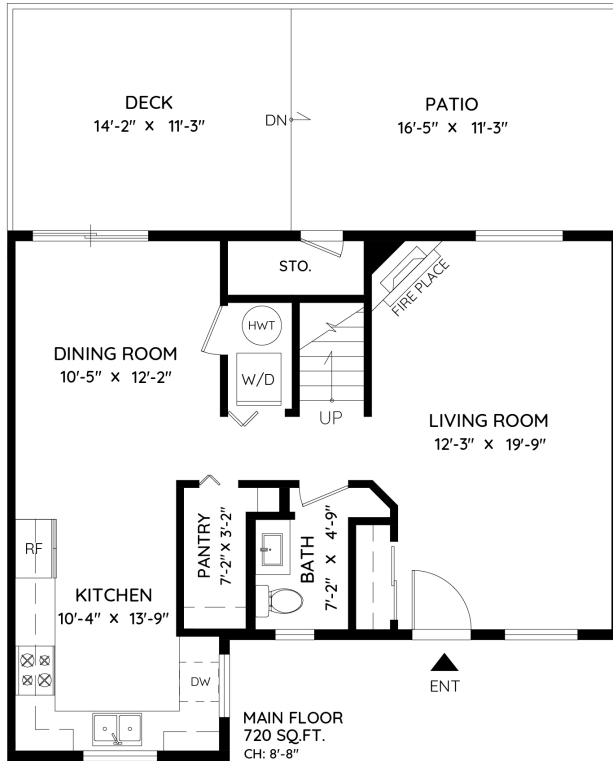 DECK
14'-2" x 11'-3"
DN
PATIO
16'-5" x 11'-3"
STO.
FIRE PLACE
HWT
W/D
DINING ROOM
10'-5" x 12'-2"
UP
LIVING ROOM
12'-3" x 19'-9"
RF
PANTRY
7'-2" x 3'-2"
BATH
7'-2" x 4'-9"
KITCHEN
10'-4" x 13'-9"
DW
ENT
MAIN FLOOR
720 SQ.FT.
CH: 8'-8"